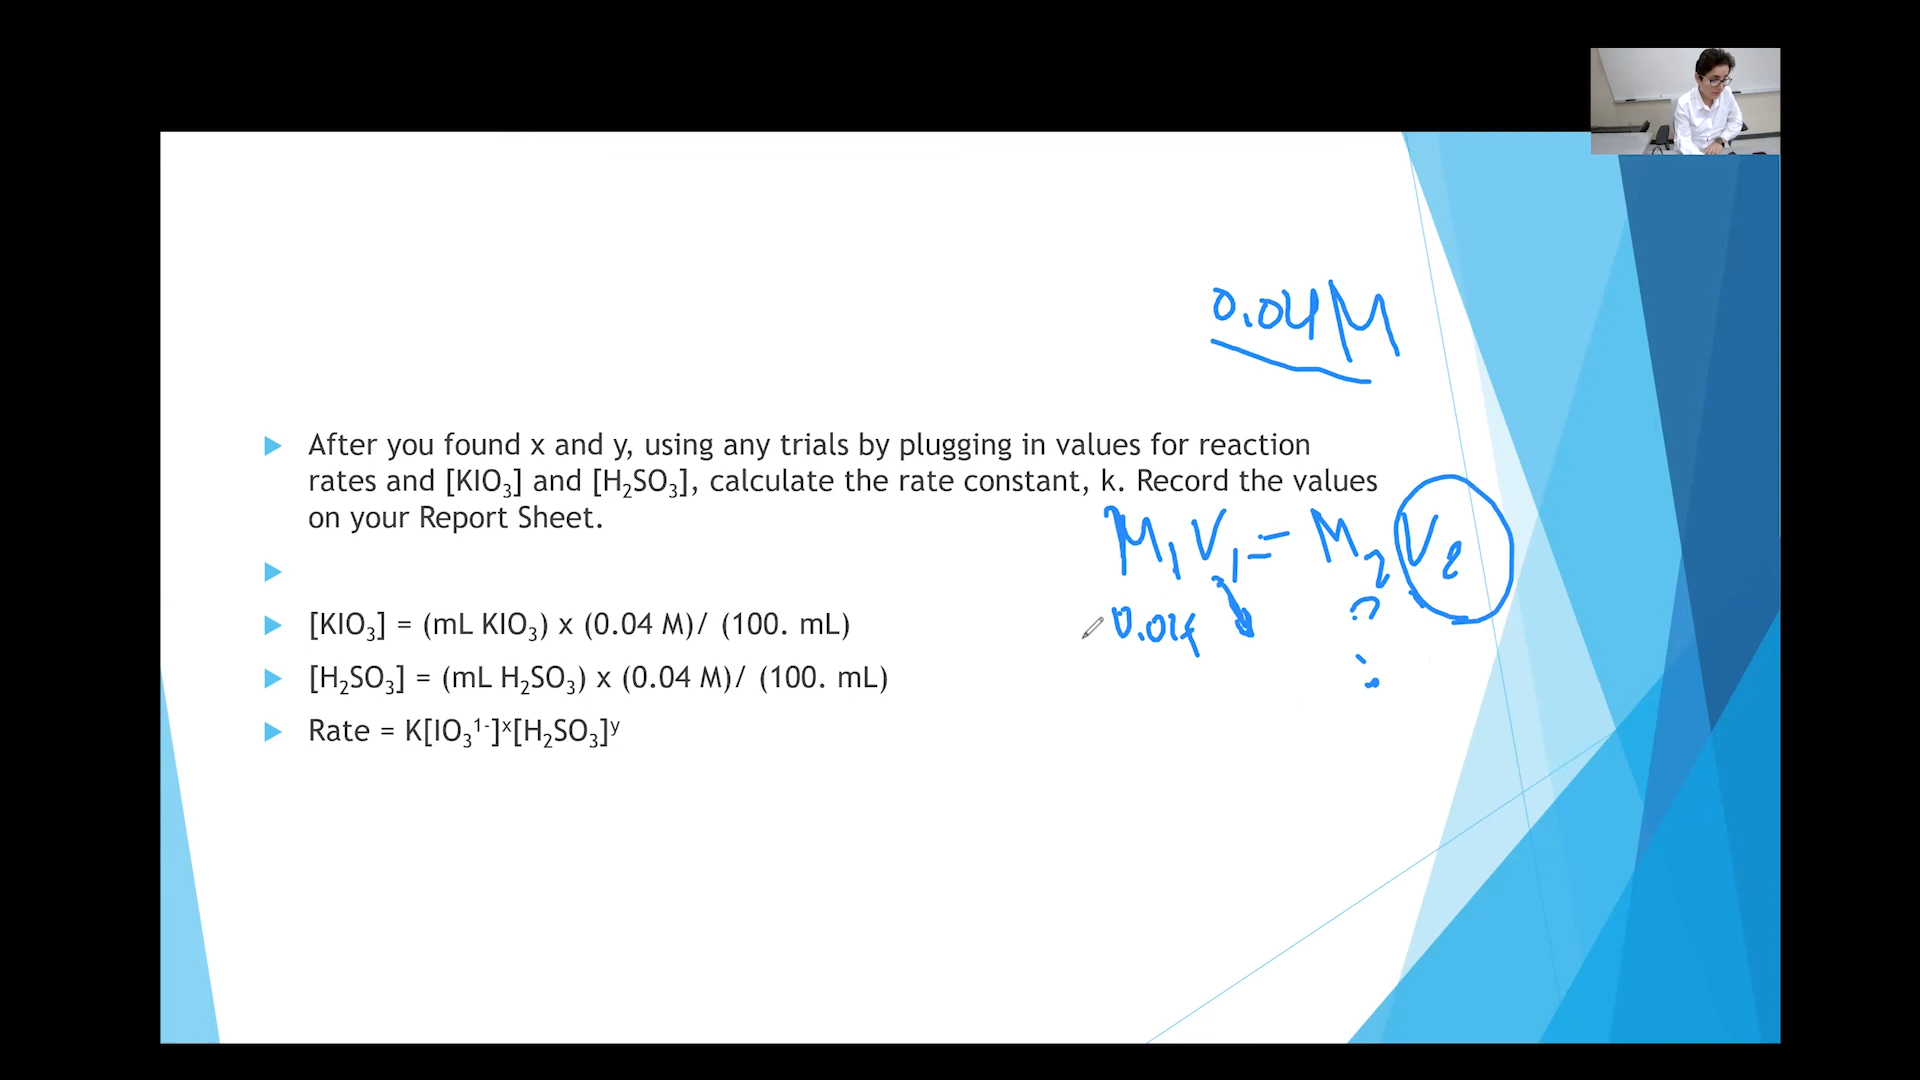 0.04M
After you found x and y, using any trials by plugging in values for reaction
rates and [KIO₃] and [H₂SO₃], calculate the rate constant, k. Record the values
on your Report Sheet.
M₁V₁ = M₂V₂
0.04 ?
[KIO₃] = (mL KIO₃) x (0.04 M)/ (100. mL)
[H₂SO₃] = (mL H₂SO₃) x (0.04 M)/ (100. mL)
Rate = K[IO₃¹⁻]ˣ[H₂SO₃]ʸ